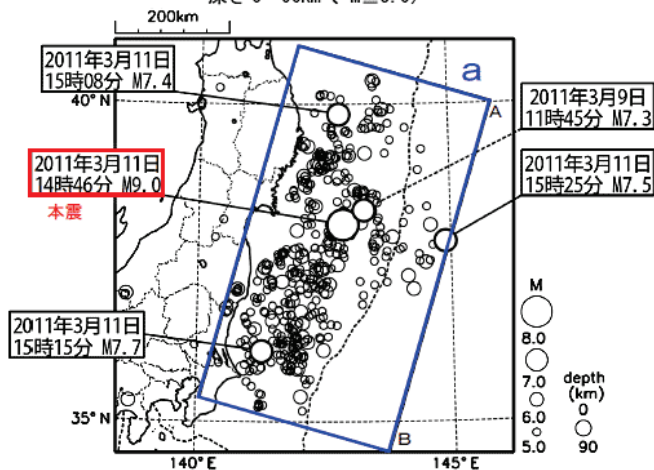 200km
2011年3月11日
15時08分 M7.4
a
40°N
A
2011年3月9日
11時45分 M7.3
2011年3月11日
14時46分 M9.0
本震
2011年3月11日
15時25分 M7.5
2011年3月11日
15時15分 M7.7
M
8.0
7.0
6.0
5.0
depth
(km)
0
90
35°N
B
140°E
145°E